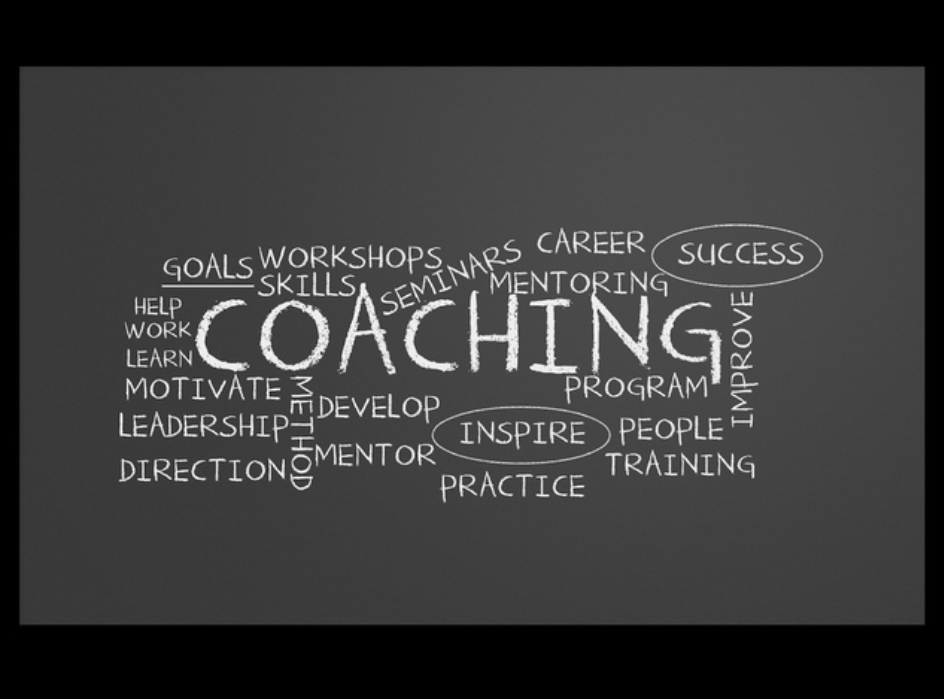 CAREER
SUCCESS
GOALS
WORKSHOPS
SEMINARS
SKILLS
MENTORING
HELP
WORK
LEARN
COACHING
IMPROVE
MOTIVATE
METHOD
DEVELOP
PROGRAM
LEADERSHIP
INSPIRE
PEOPLE
DIRECTION
MENTOR
TRAINING
PRACTICE